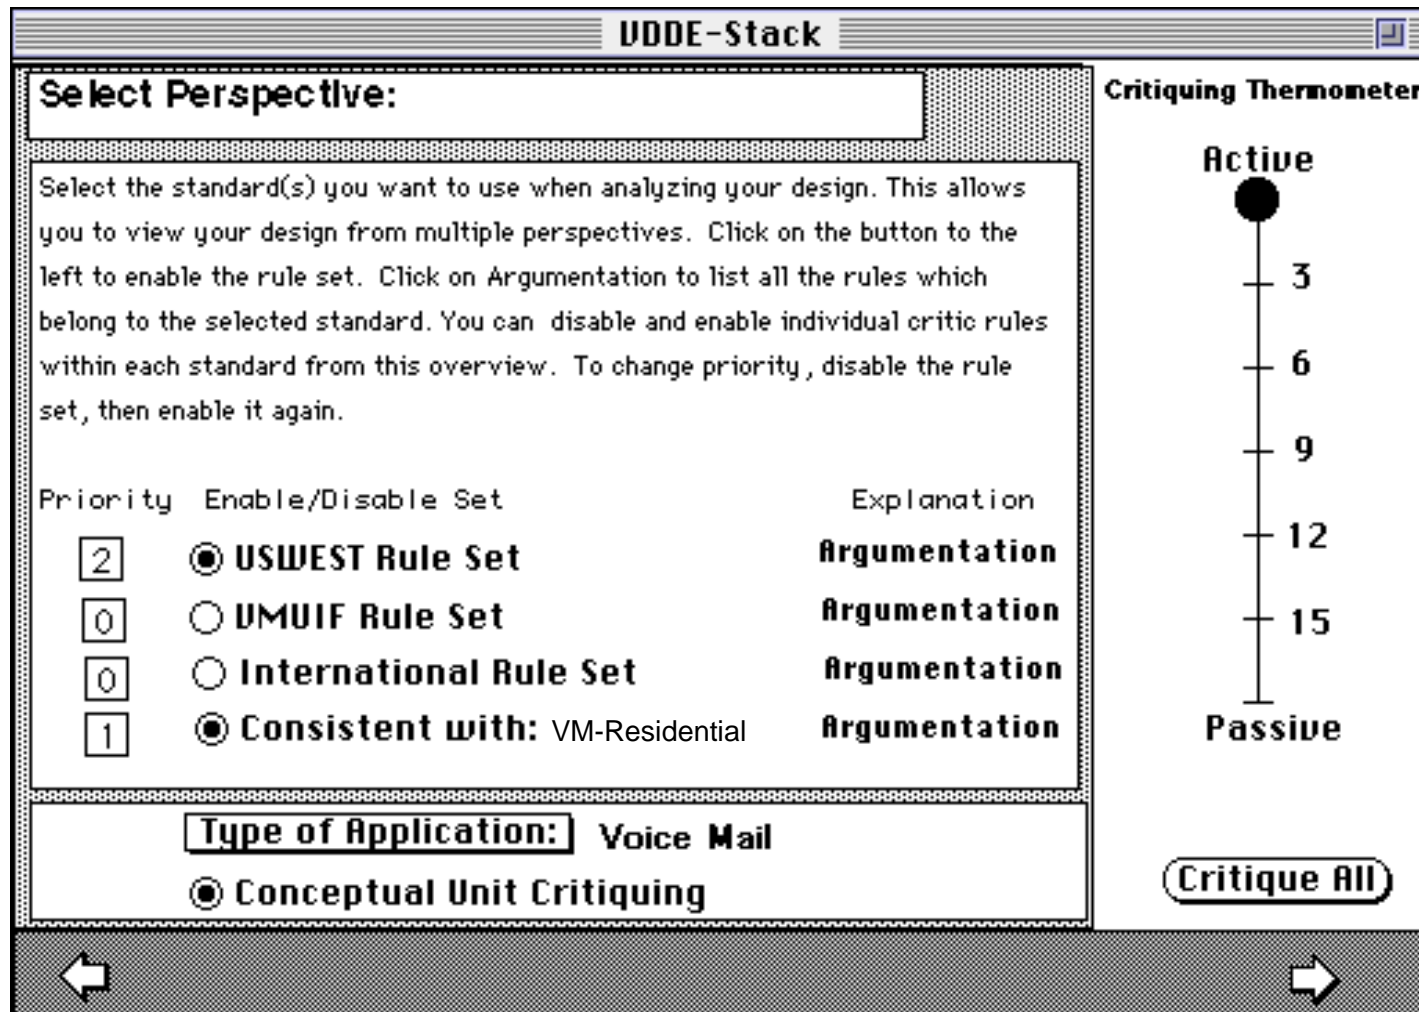 VDDE-Stack
Select Perspective:
Select the standard(s) you want to use when analyzing your design. This allows
you to view your design from multiple perspectives. Click on the button to the
left to enable the rule set. Click on Argumentation to list all the rules which
belong to the selected standard. You can disable and enable individual critic rules
within each standard from this overview. To change priority, disable the rule
set, then enable it again.
Priority Enable/Disable Set Explanation
2 USWEST Rule Set Argumentation
0 VMUIF Rule Set Argumentation
0 International Rule Set Argumentation
1 Consistent with: VM-Residential Argumentation
Type of Application: Voice Mail
Conceptual Unit Critiquing
Critiquing Thermometer
Active
3
6
9
12
15
Passive
Critique All